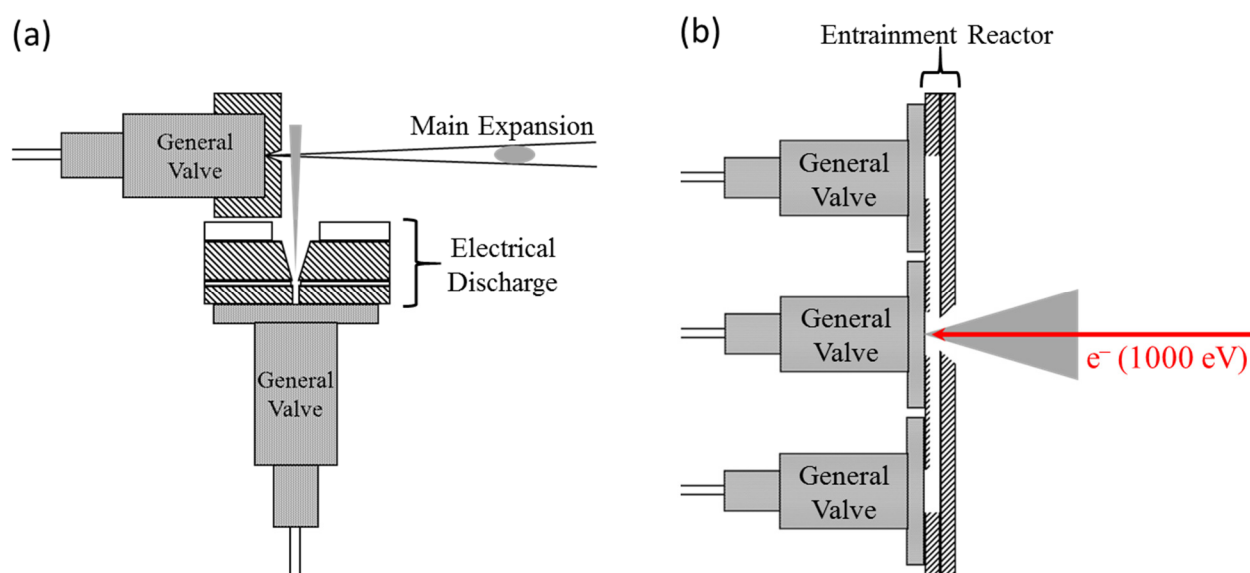 (a)
General
Valve
Main Expansion
Electrical
Discharge
General
Valve
(b)
Entrainment Reactor
General
Valve
General
Valve
e⁻ (1000 eV)
General
Valve